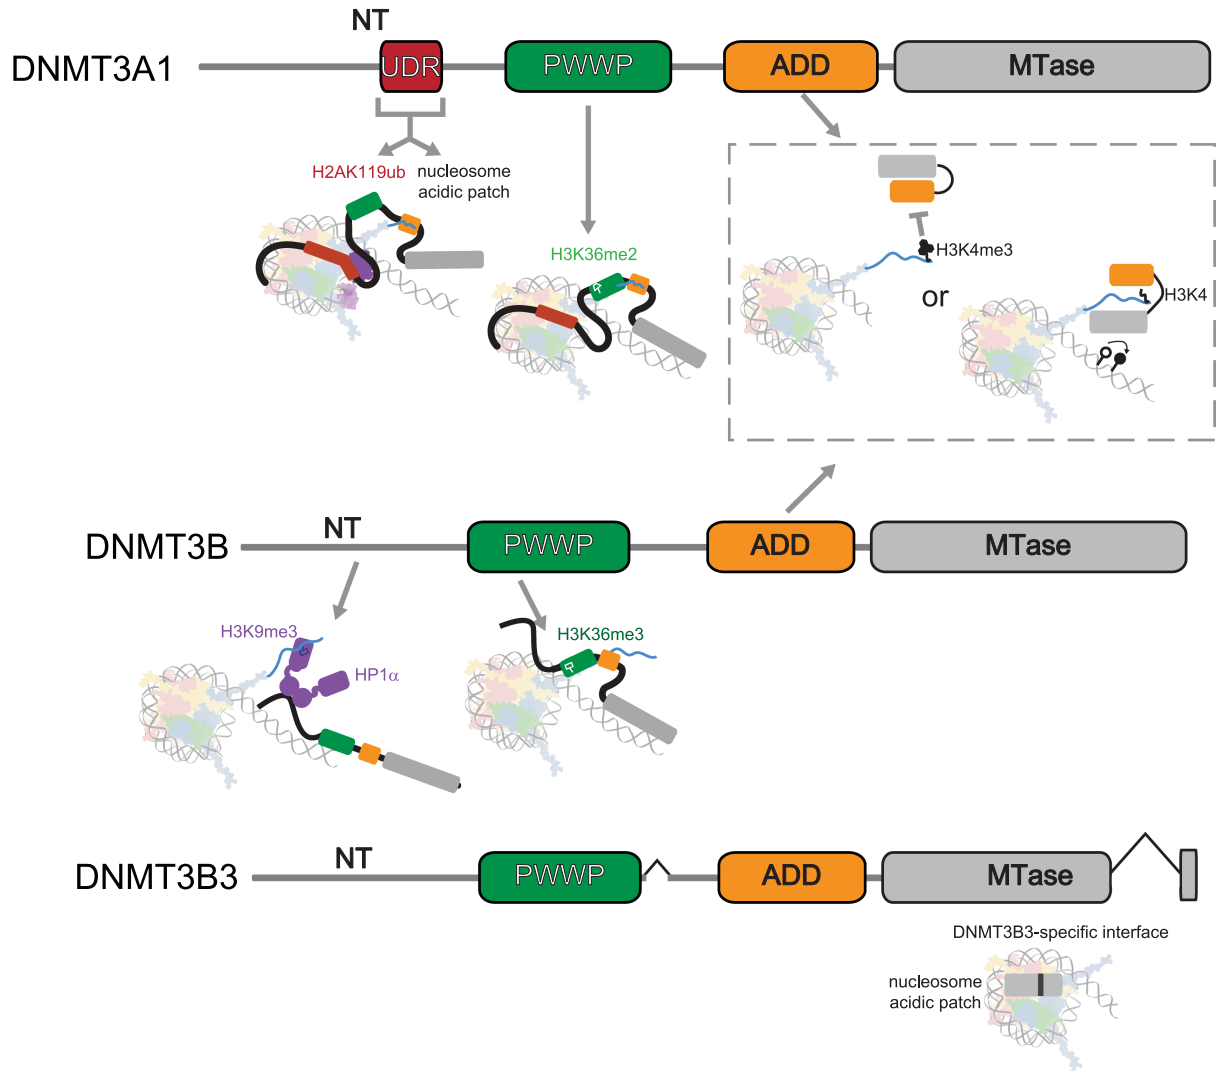 NT
DNMT3A1
UDR
PWWP
ADD
MTase
H2AK119ub
nucleosome
acidic patch
H3K36me2
H3K4me3
or
H3K4
NT
DNMT3B
PWWP
ADD
MTase
H3K9me3
HP1α
H3K36me3
NT
DNMT3B3
PWWP
ADD
MTase
DNMT3B3-specific interface
nucleosome
acidic patch